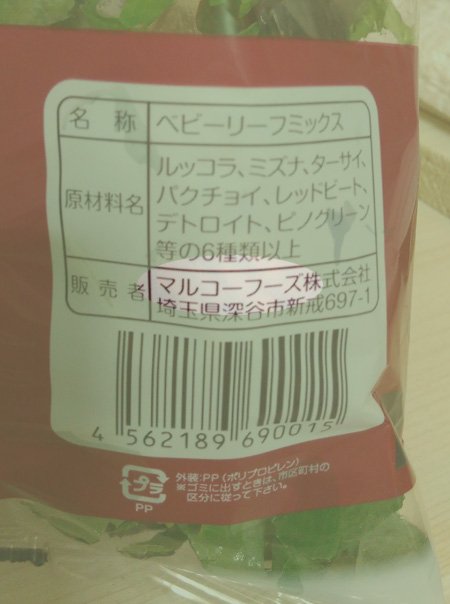 名称 ベビーリーフミックス
原材料名 ルッコラ、ミズナ、ターサイ、
パクチョイ、レッドビート、
デトロイト、ピノグリーン
等の6種類以上
販売者 マルコーフーズ株式会社
埼玉県深谷市新戒697-1
4 562189 690015
プラ
PP
外装:PP (ポリプロピレン)
※ゴミに出すときは、市区町村の
区分に従って下さい。